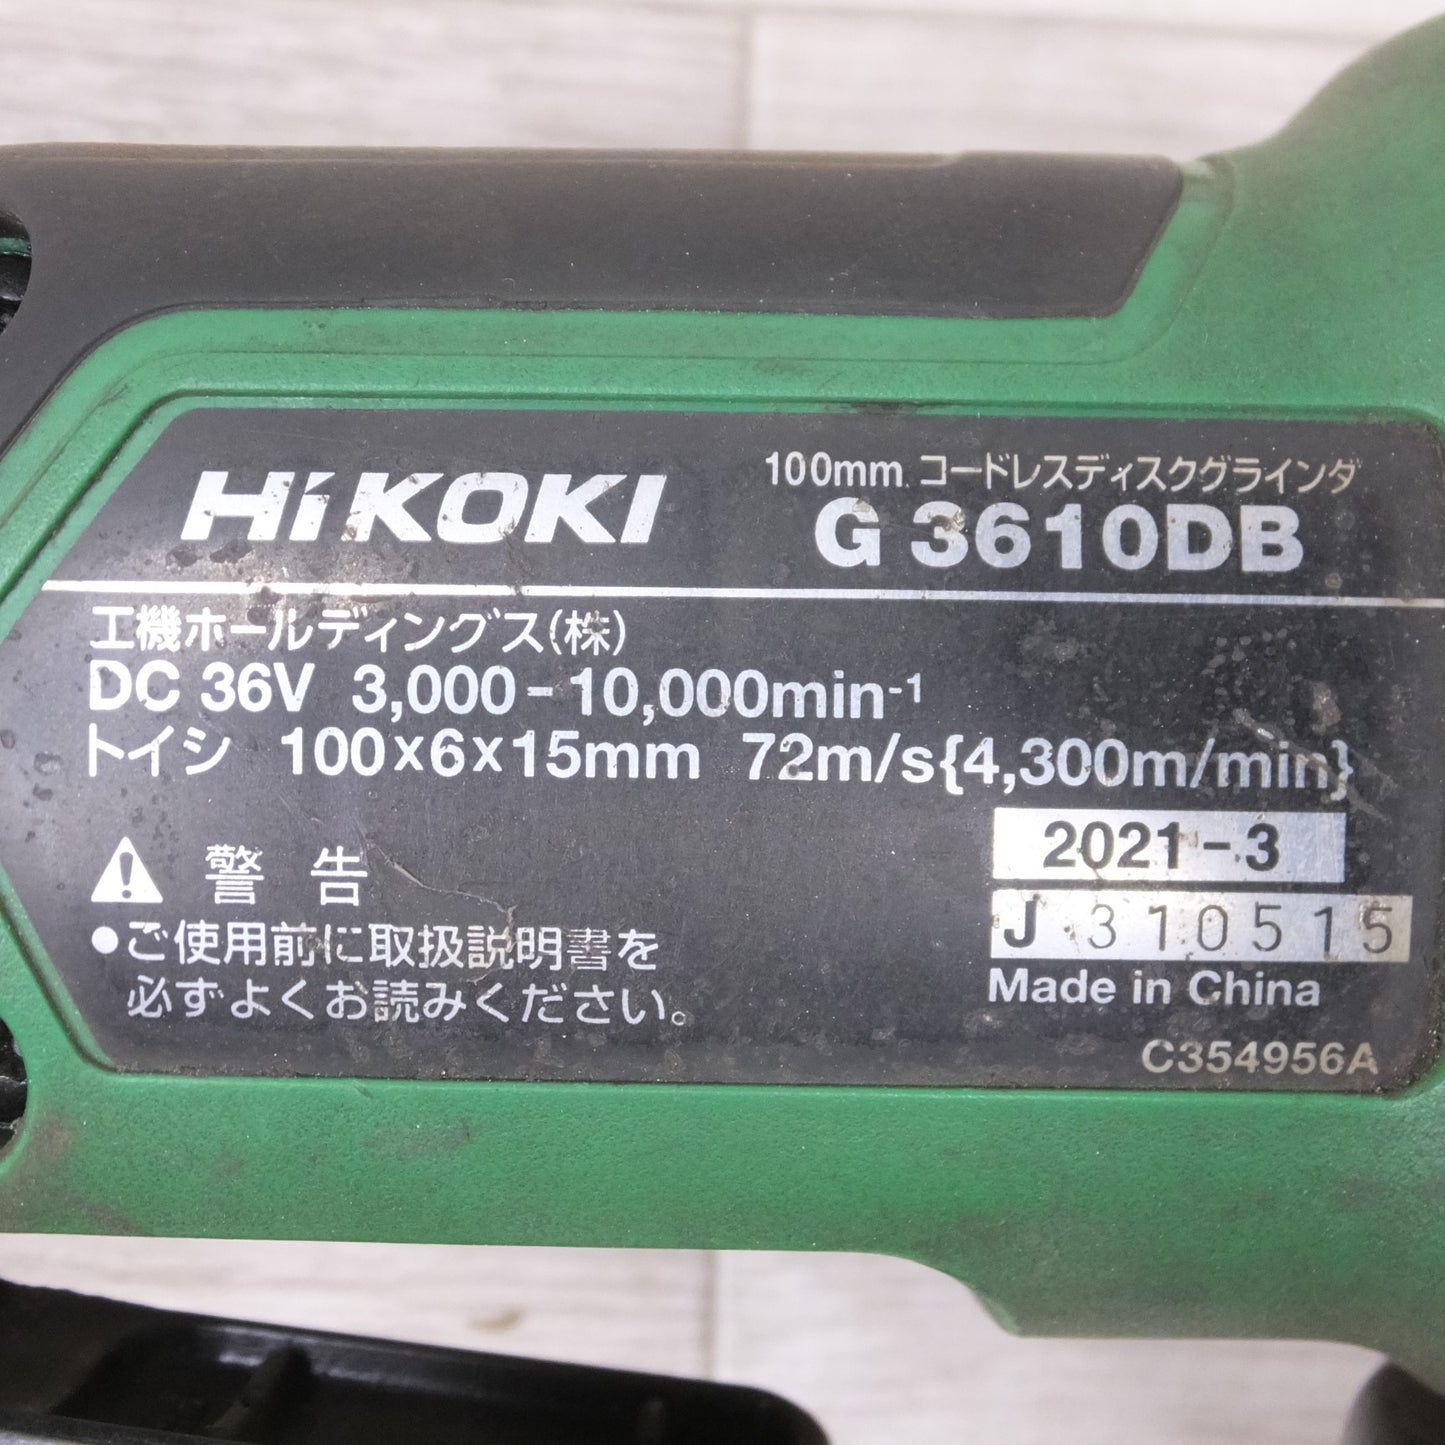 HiKOKI
100mm コードレスディスクグラインダ
G 3610DB
工機ホールディングス(株)
DC 36V 3,000-10,000min-1
トイシ 100×6×15mm 72m/s{4,300m/min}
2021-3
J 310515
Made in China
C354956A
警告
●ご使用前に取扱説明書を
必ずよくお読みください。